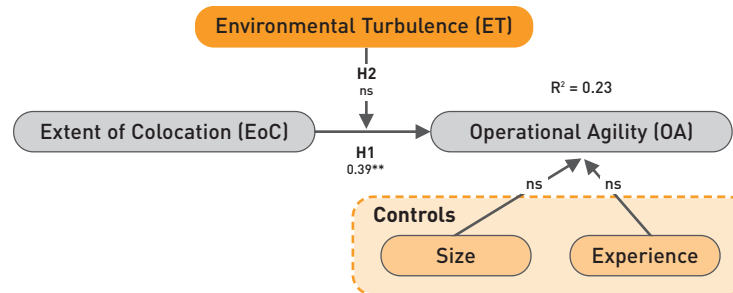 Environmental Turbulence (ET)
H2
ns
R² = 0.23
Extent of Colocation (EoC)
Operational Agility (OA)
H1
0.39**
ns
ns
Controls
Size
Experience